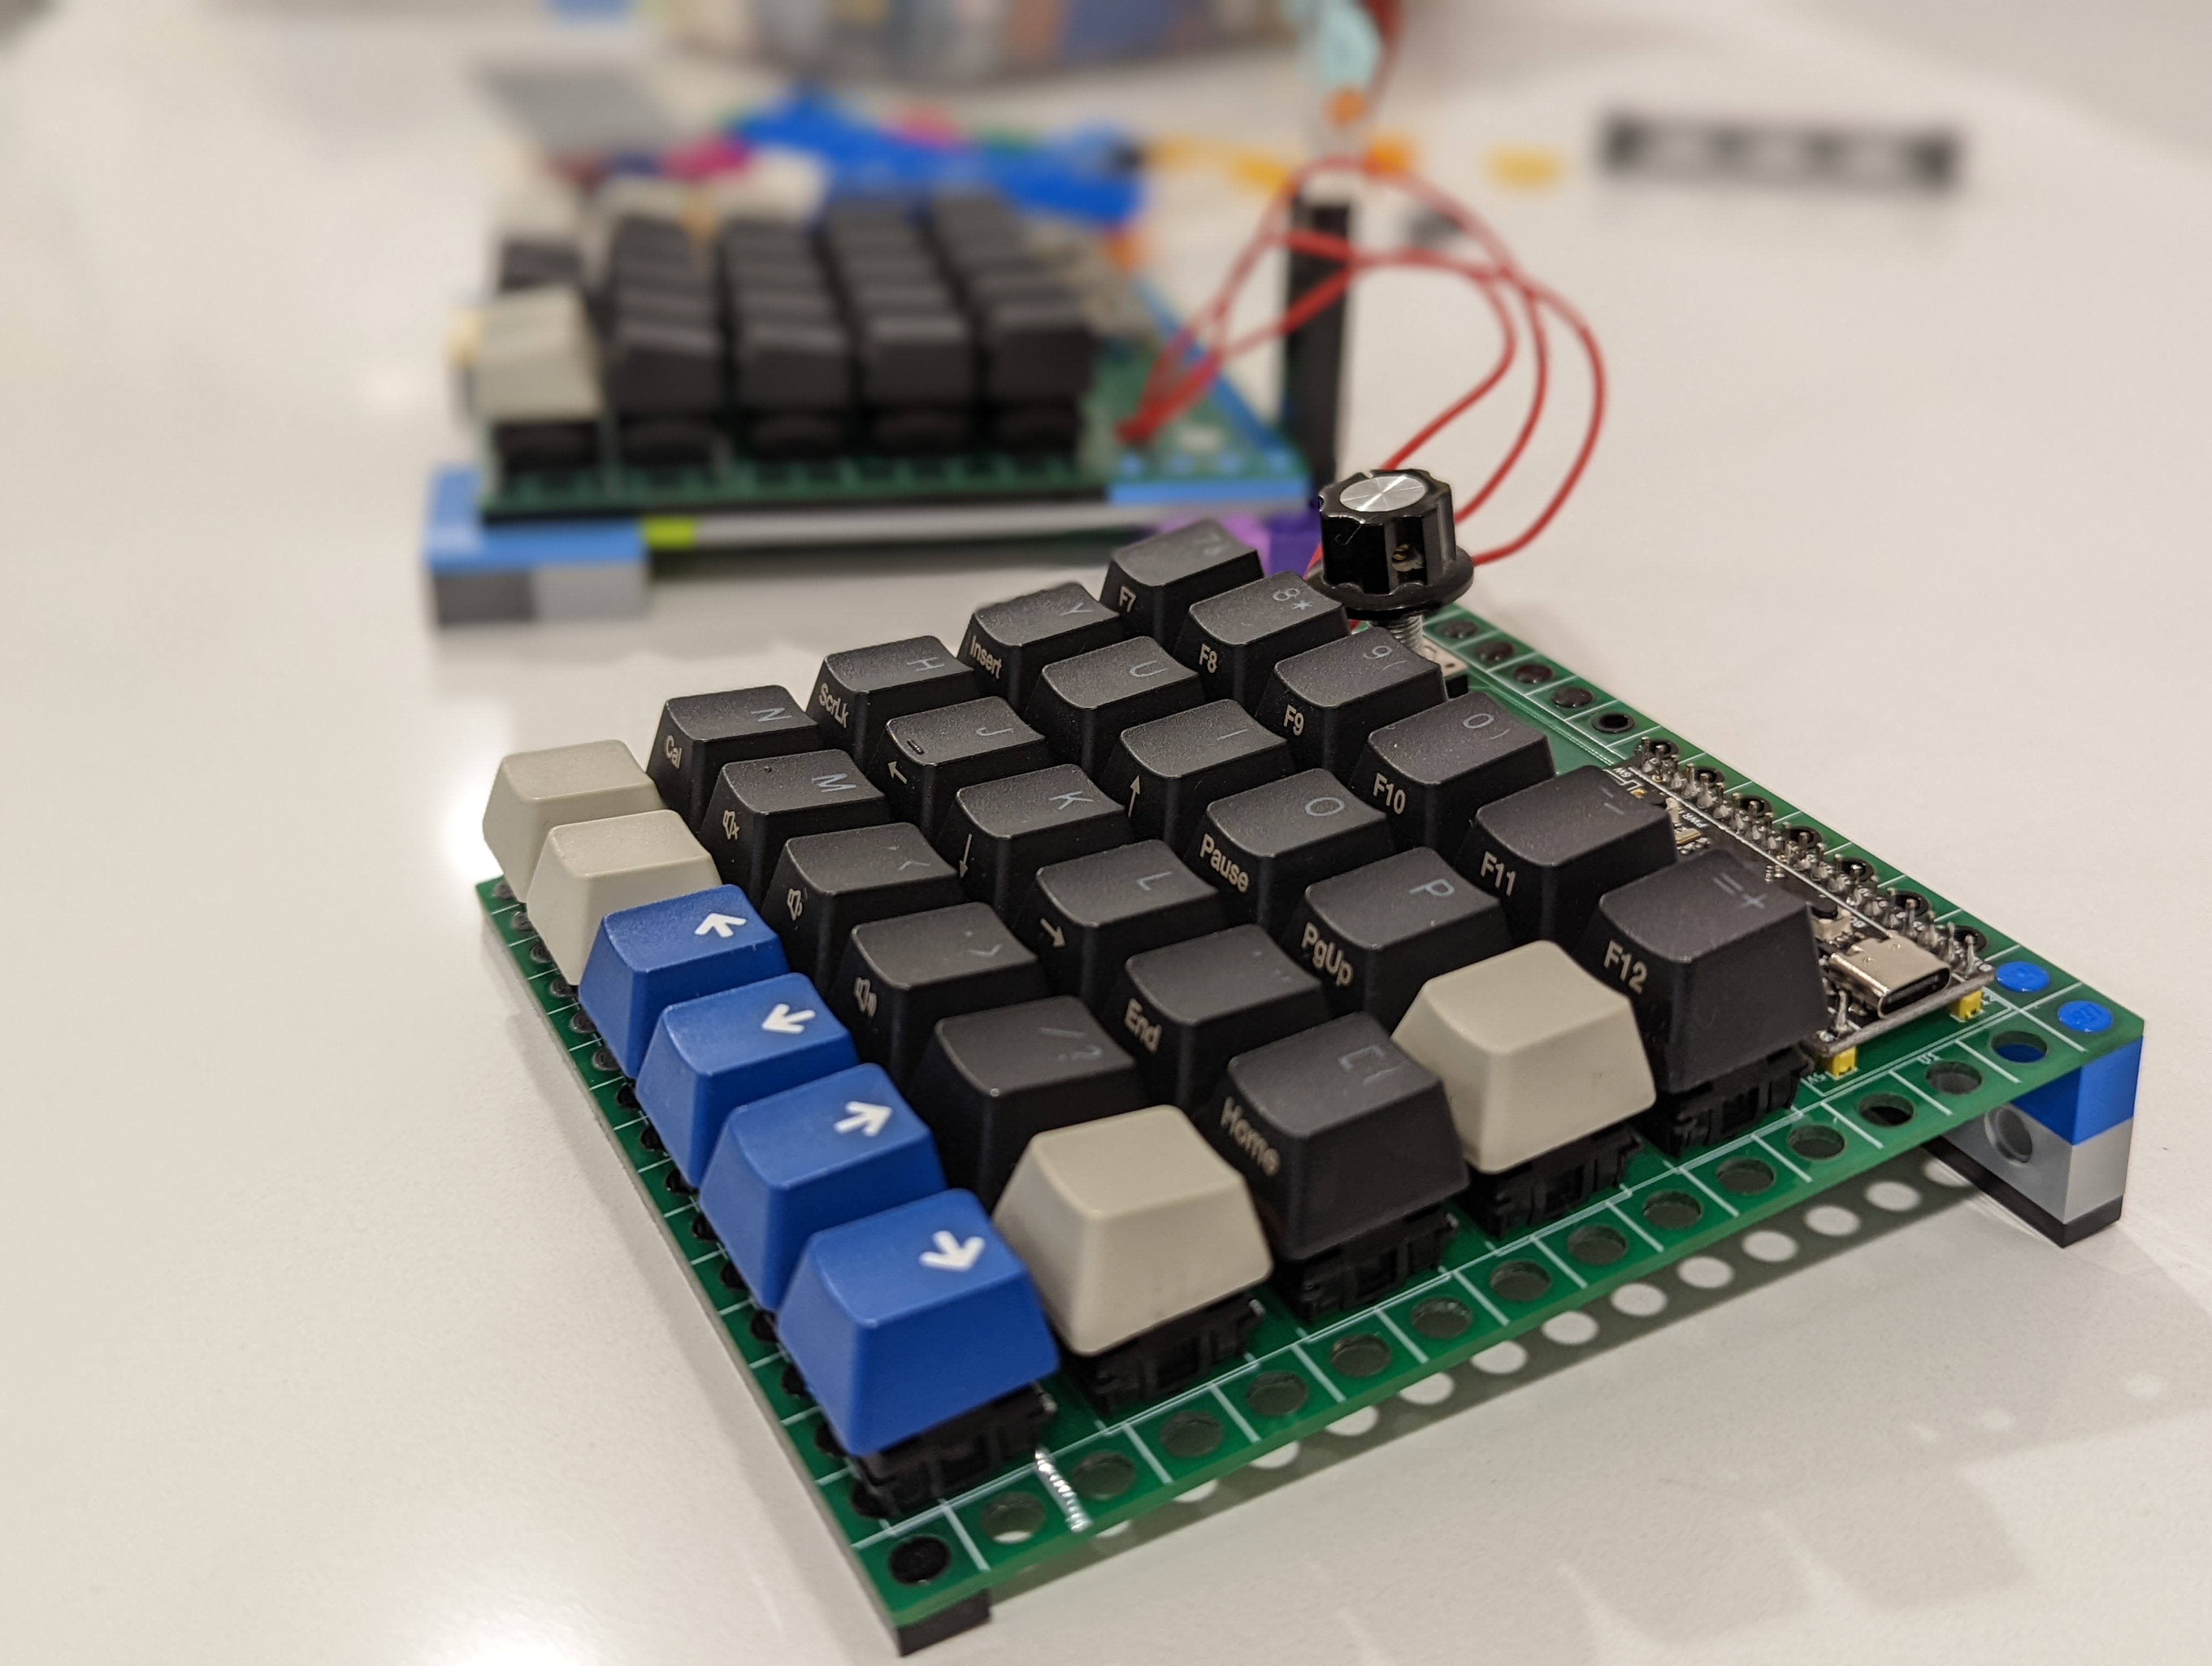 7&
F7
8*
F8
9(
F9
0)
F10
F11
=+
F12
Y
Insert
U
I
↑
O
Pause
P
PgUp
H
ScrLk
J
←
K
↓
L
→
End
[{
Home
N
Cal
M
,<
.>
/?
↑
←
→
↓